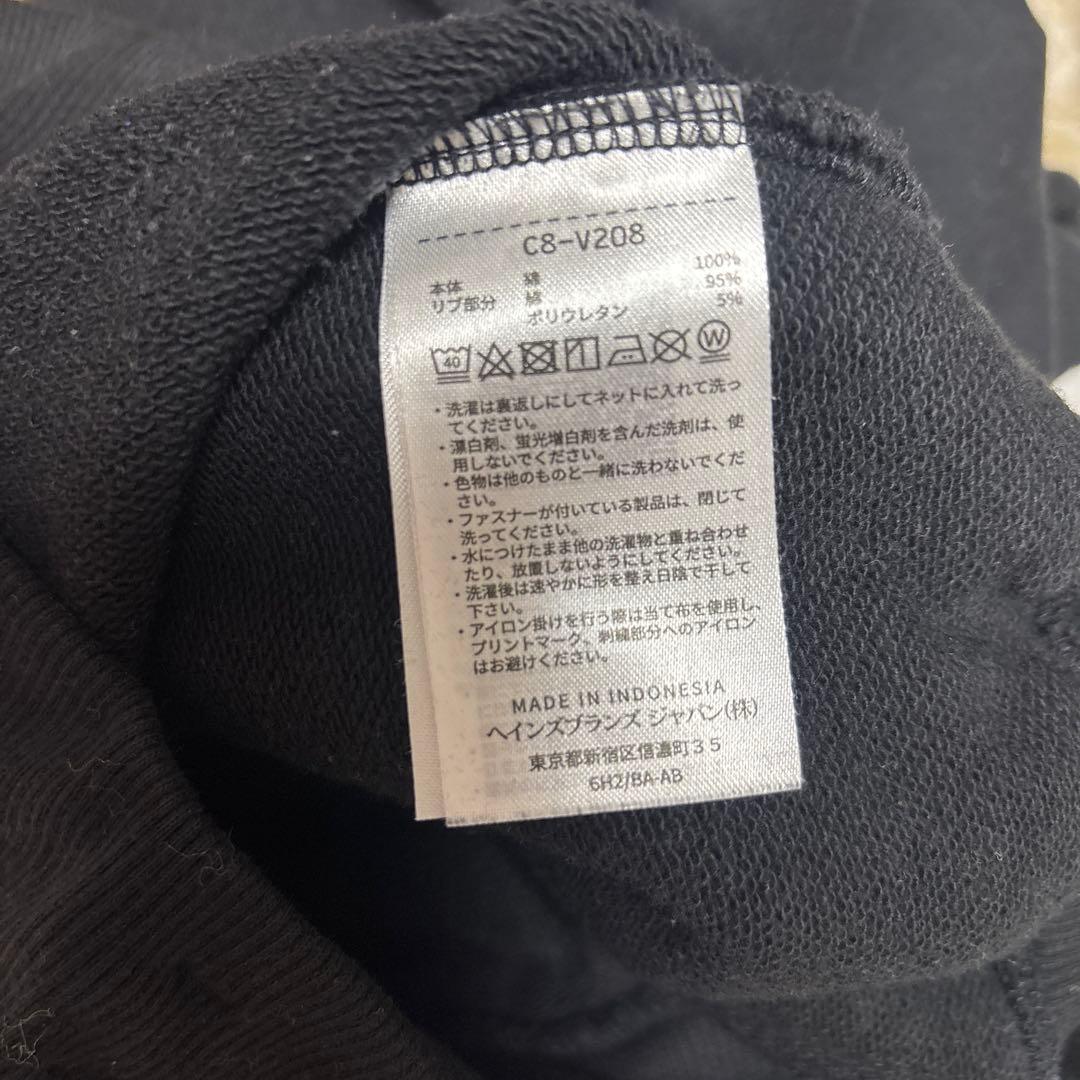 C8-V208
本体 綿 100%
リブ部分 綿 95%
ポリウレタン 5%
40
W
・洗濯は裏返しにしてネットに入れて洗っ
てください。
・漂白剤、蛍光増白剤を含んだ洗剤は、使
用しないでください。
・色物は他のものと一緒に洗わないでくだ
さい。
・ファスナーが付いている製品は、閉じて
洗ってください。
・水につけたまま他の洗濯物と重ね合わせ
たり、放置しないようにしてください。
・洗濯後は速やかに形を整え日陰で干して
下さい。
・アイロン掛けを行う際は当て布を使用し、
プリントマーク、刺繍部分へのアイロン
はお避けください。
MADE IN INDONESIA
ヘインズブランズ ジャパン(株)
東京都新宿区信濃町35
6H2/BA-AB